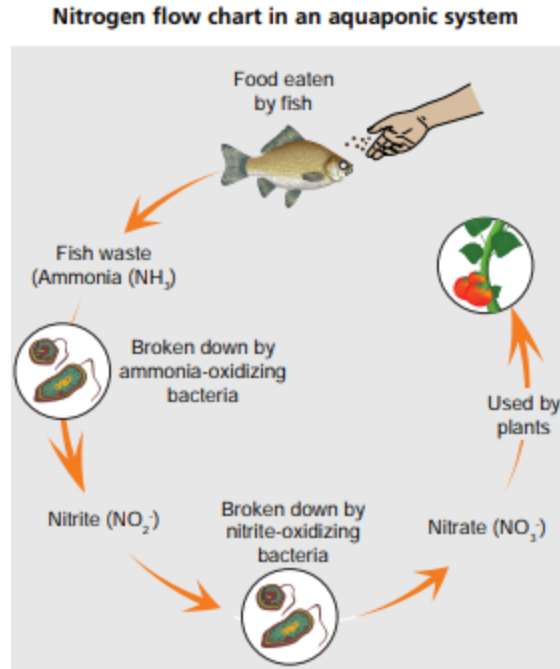 Nitrogen flow chart in an aquaponic system
Food eaten
by fish
Fish waste
(Ammonia (NH₃)
Broken down by
ammonia-oxidizing
bacteria
Nitrite (NO₂⁻)
Broken down by
nitrite-oxidizing
bacteria
Nitrate (NO₃⁻)
Used by
plants